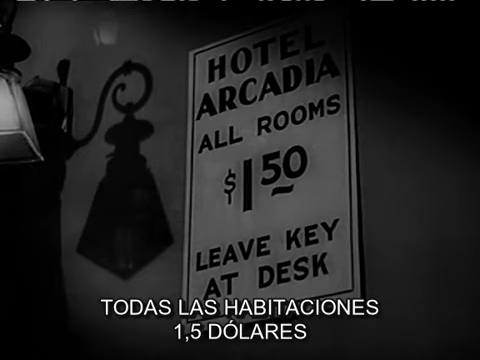 HOTEL
ARCADIA
ALL ROOMS
$1.50
LEAVE KEY
AT DESK
TODAS LAS HABITACIONES
1,5 DÓLARES